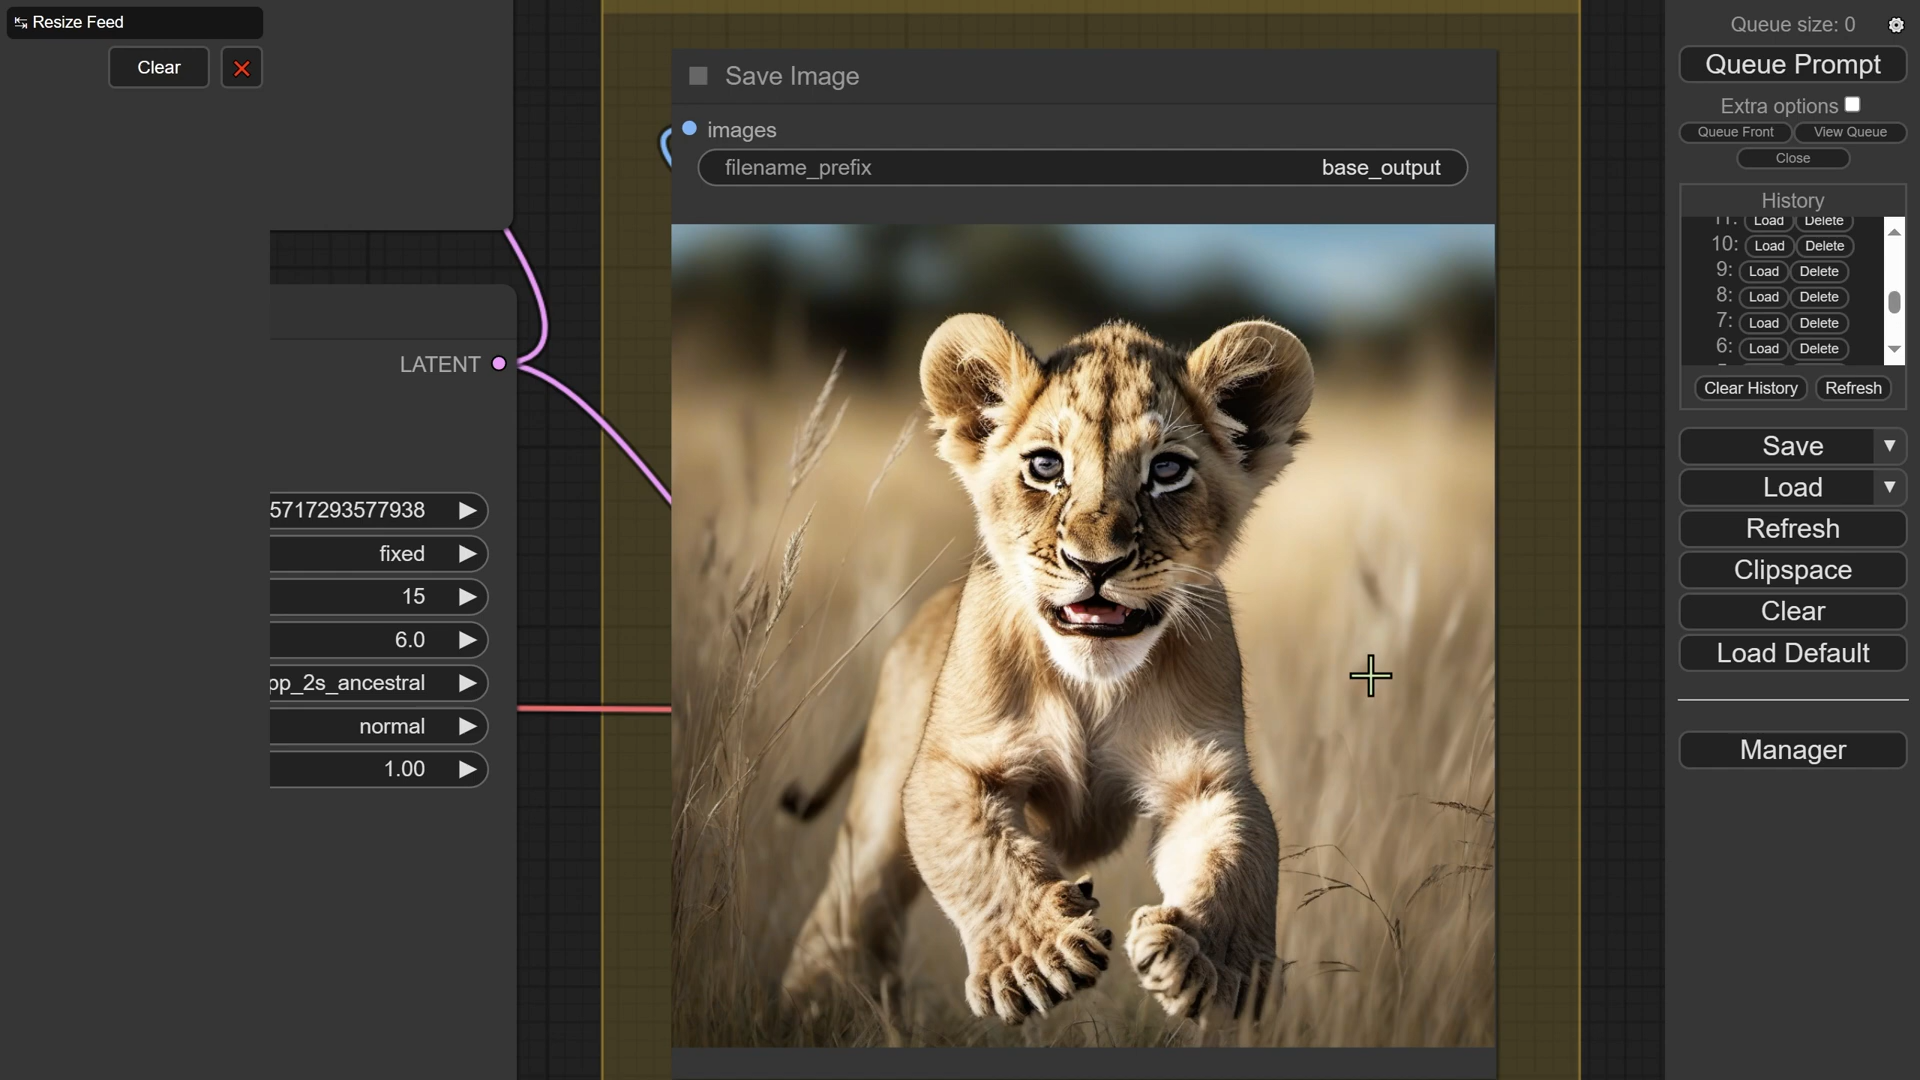 Resize Feed
Clear
LATENT
5717293577938
fixed
15
6.0
pp_2s_ancestral
normal
1.00
Save Image
images
filename_prefix base_output
Queue size: 0
Queue Prompt
Extra options
Queue Front View Queue
Close
History
11: Load Delete
10: Load Delete
9: Load Delete
8: Load Delete
7: Load Delete
6: Load Delete
Clear History Refresh
Save
Load
Refresh
Clipspace
Clear
Load Default
Manager